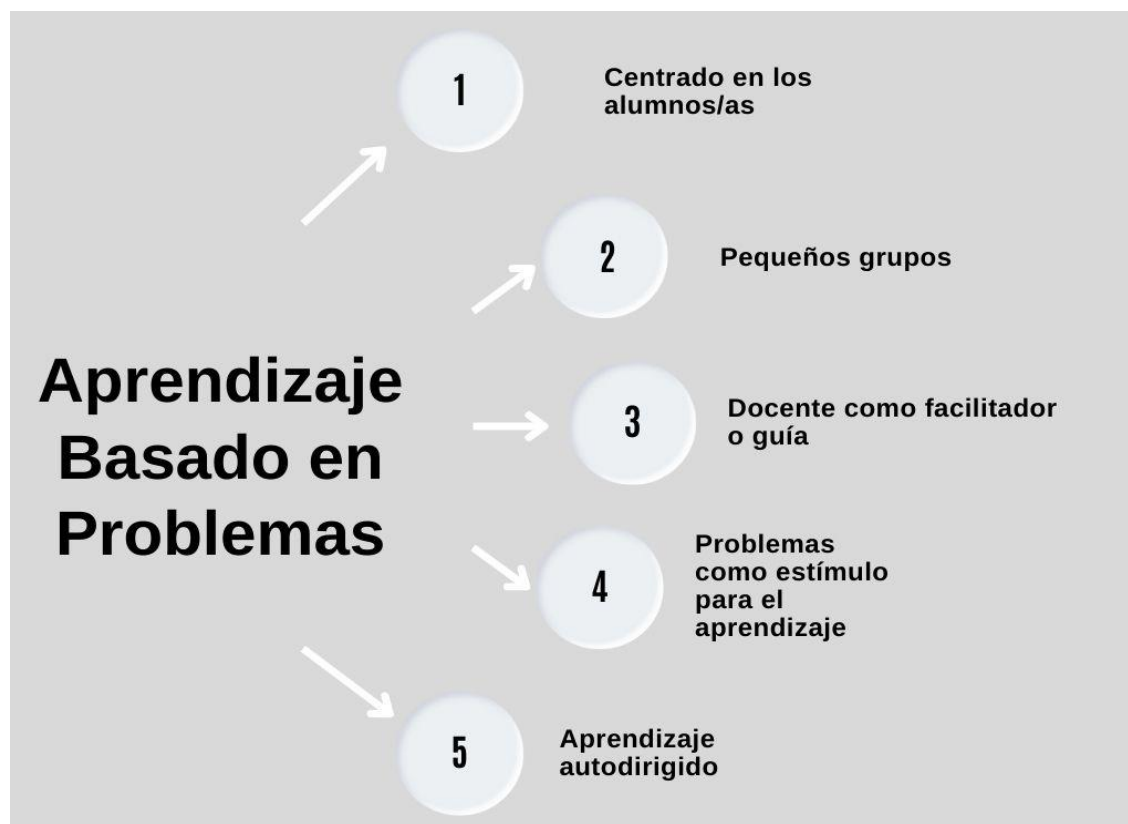 Aprendizaje
Basado en
Problemas
1
Centrado en los
alumnos/as
2
Pequeños grupos
3
Docente como facilitador
o guía
4
Problemas
como estímulo
para el
aprendizaje
5
Aprendizaje
autodirigido